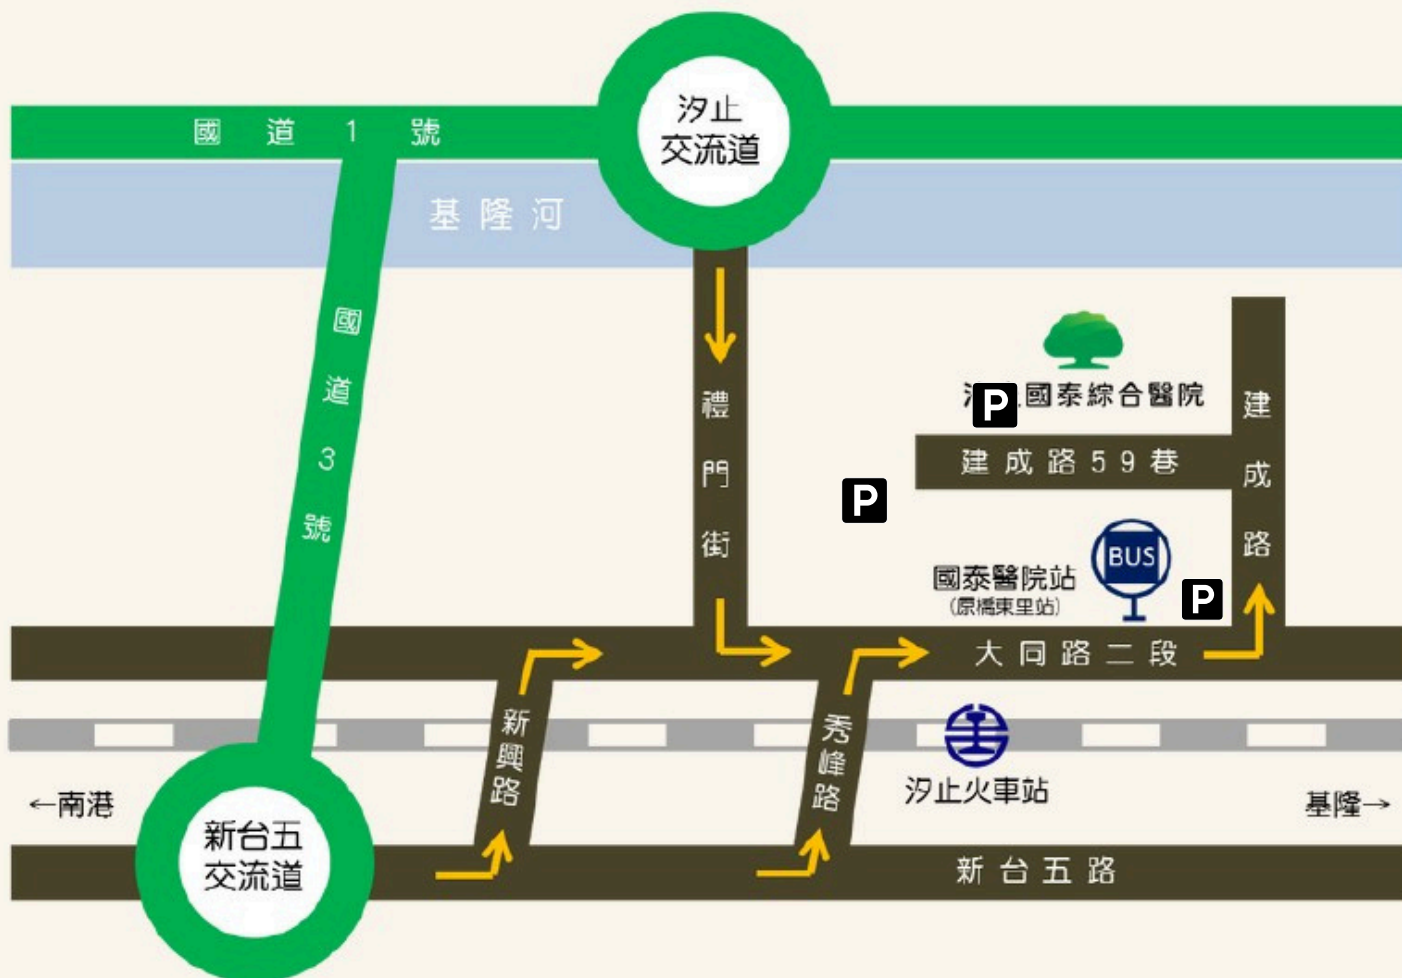 國道1號
汐止
交流道
基隆河
國道3號
禮門街
P
國泰綜合醫院
建成路
建成路59巷
P
BUS
國泰醫院站
(原橋東里站)
P
大同路二段
新興路
秀峰路
汐止火車站
←南港
基隆→
新台五
交流道
新台五路